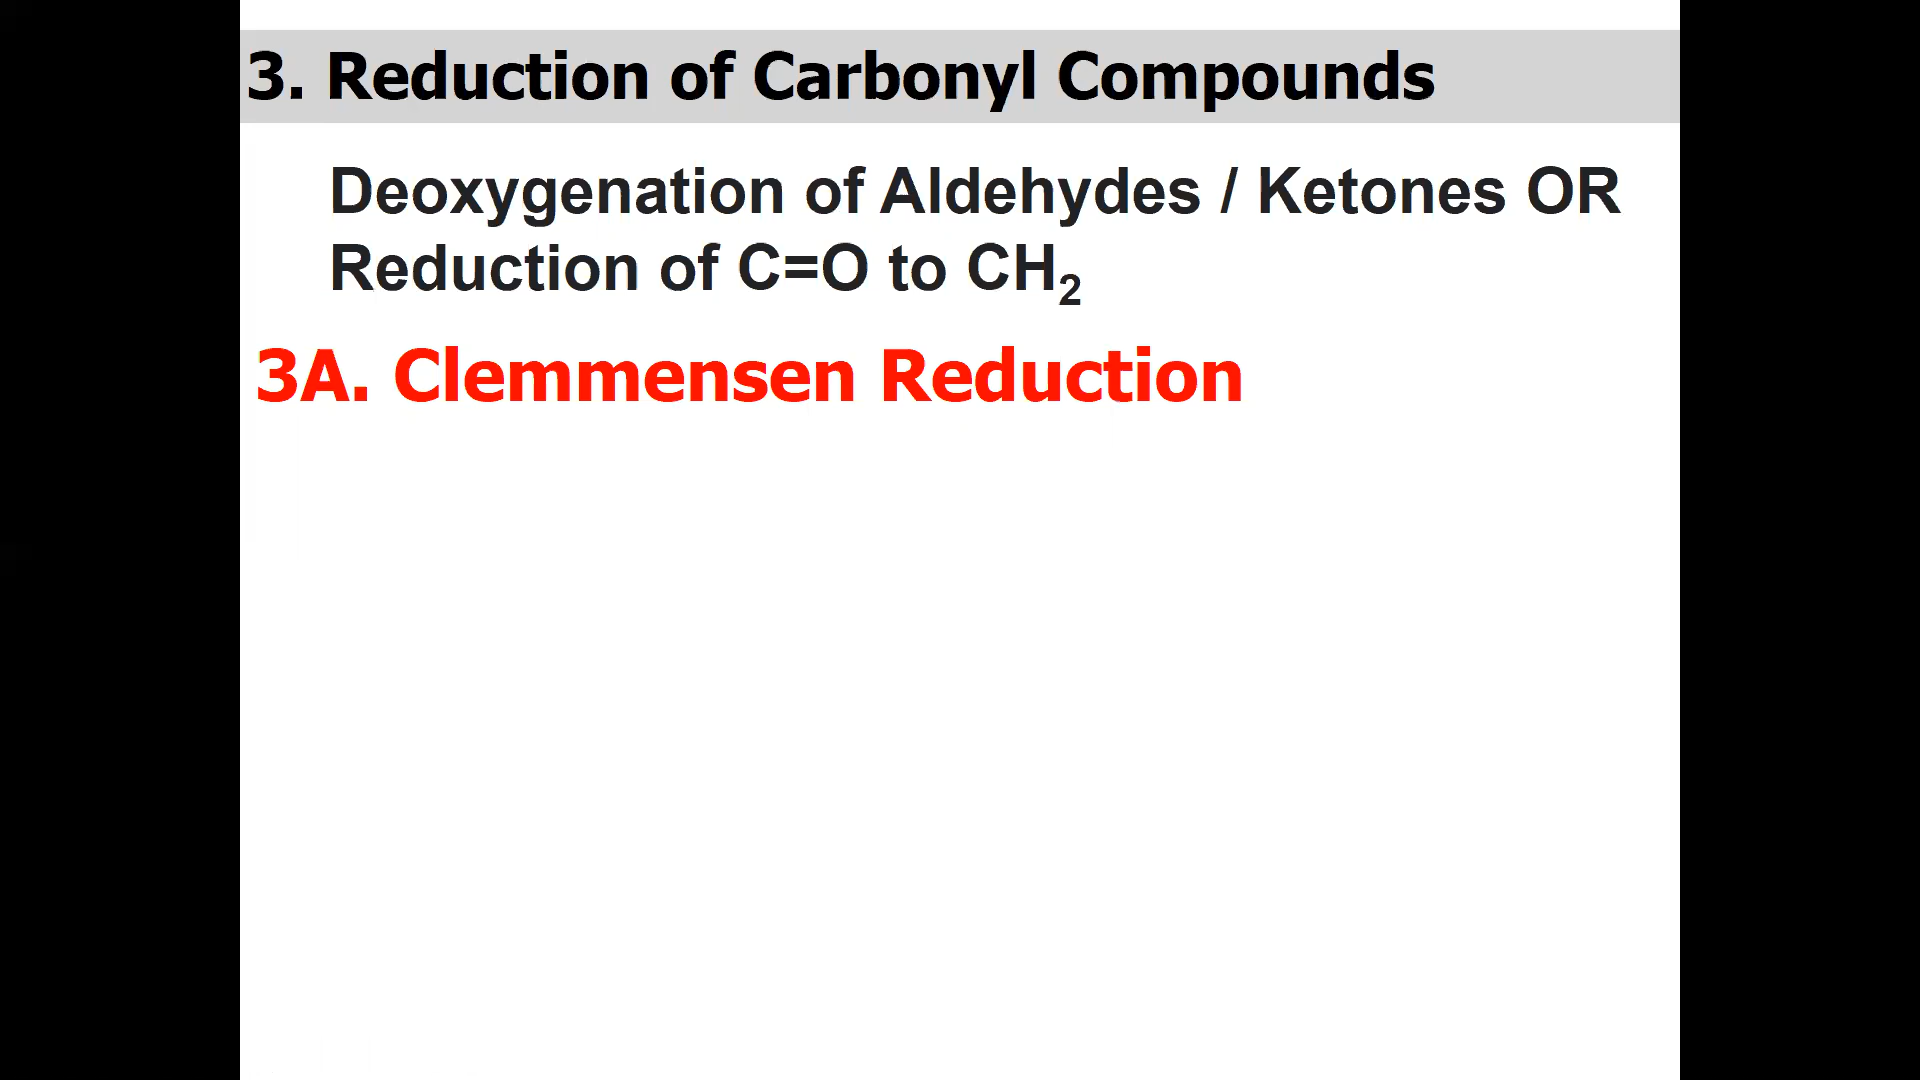 3. Reduction of Carbonyl Compounds
Deoxygenation of Aldehydes / Ketones OR
Reduction of C=O to CH₂
3A. Clemmensen Reduction